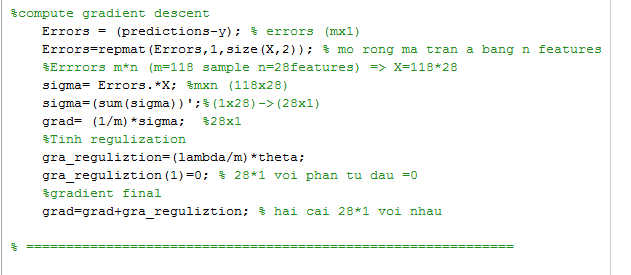 %compute gradient descent
Errors = (predictions-y); % errors (mx1)
Errors=repmat(Errors,1,size(X,2)); % mo rong ma tran a bang n features
%Errrors m*n (m=118 sample n=28features) => X=118*28
sigma= Errors.*X; %mxn (118x28)
sigma=(sum(sigma))';%(1x28)->(28x1)
grad= (1/m)*sigma;  %28x1
%Tinh regulization
gra_reguliztion=(lambda/m)*theta;
gra_reguliztion(1)=0; % 28*1 voi phan tu dau =0
%gradient final
grad=grad+gra_reguliztion; % hai cai 28*1 voi nhau
% =============================================================